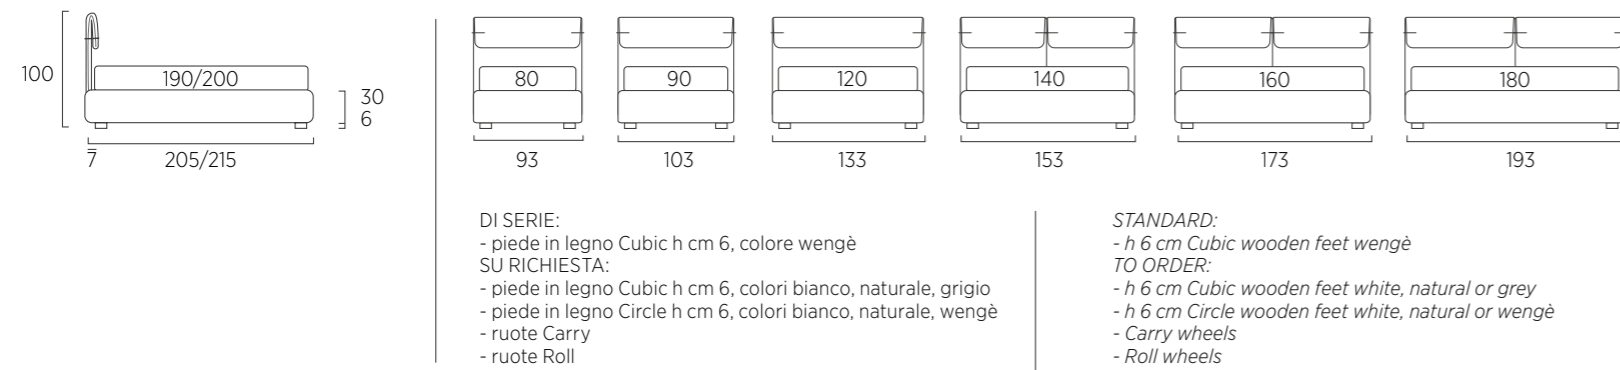 100
190/200
30
6
7
205/215
80
90
120
140
160
180
93
103
133
153
173
193
DI SERIE:
- piede in legno Cubic h cm 6, colore wengè
SU RICHIESTA:
- piede in legno Cubic h cm 6, colori bianco, naturale, grigio
- piede in legno Circle h cm 6, colori bianco, naturale, wengè
- ruote Carry
- ruote Roll
STANDARD:
- h 6 cm Cubic wooden feet wengè
TO ORDER:
- h 6 cm Cubic wooden feet white, natural or grey
- h 6 cm Circle wooden feet white, natural or wengè
- Carry wheels
- Roll wheels